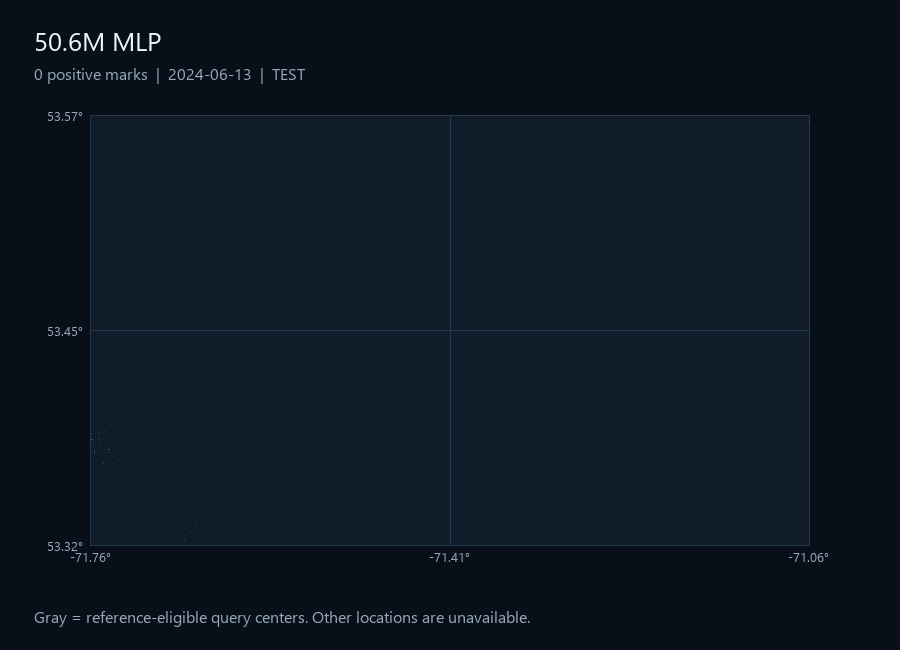 50.6M MLP
0 positive marks | 2024-06-13 | TEST
53.57°
53.45°
53.32°
-71.76°
-71.41°
-71.06°
Gray = reference-eligible query centers. Other locations are unavailable.